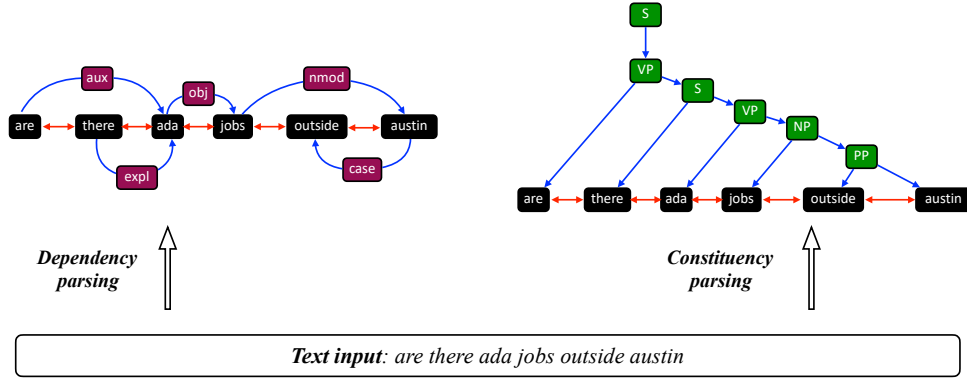 S
VP
S
VP
NP
PP
aux
obj
nmod
are there ada jobs outside austin
expl
case
are there ada jobs outside austin
Dependency
parsing
Constituency
parsing
Text input: are there ada jobs outside austin